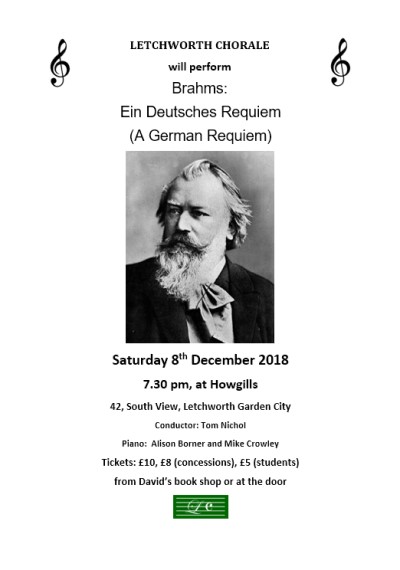 LETCHWORTH CHORALE
will perform
Brahms:
Ein Deutsches Requiem
(A German Requiem)
Saturday 8th December 2018
7.30 pm, at Howgills
42, South View, Letchworth Garden City
Conductor: Tom Nichol
Piano: Alison Borner and Mike Crowley
Tickets: £10, £8 (concessions), £5 (students)
from David's book shop or at the door
LC